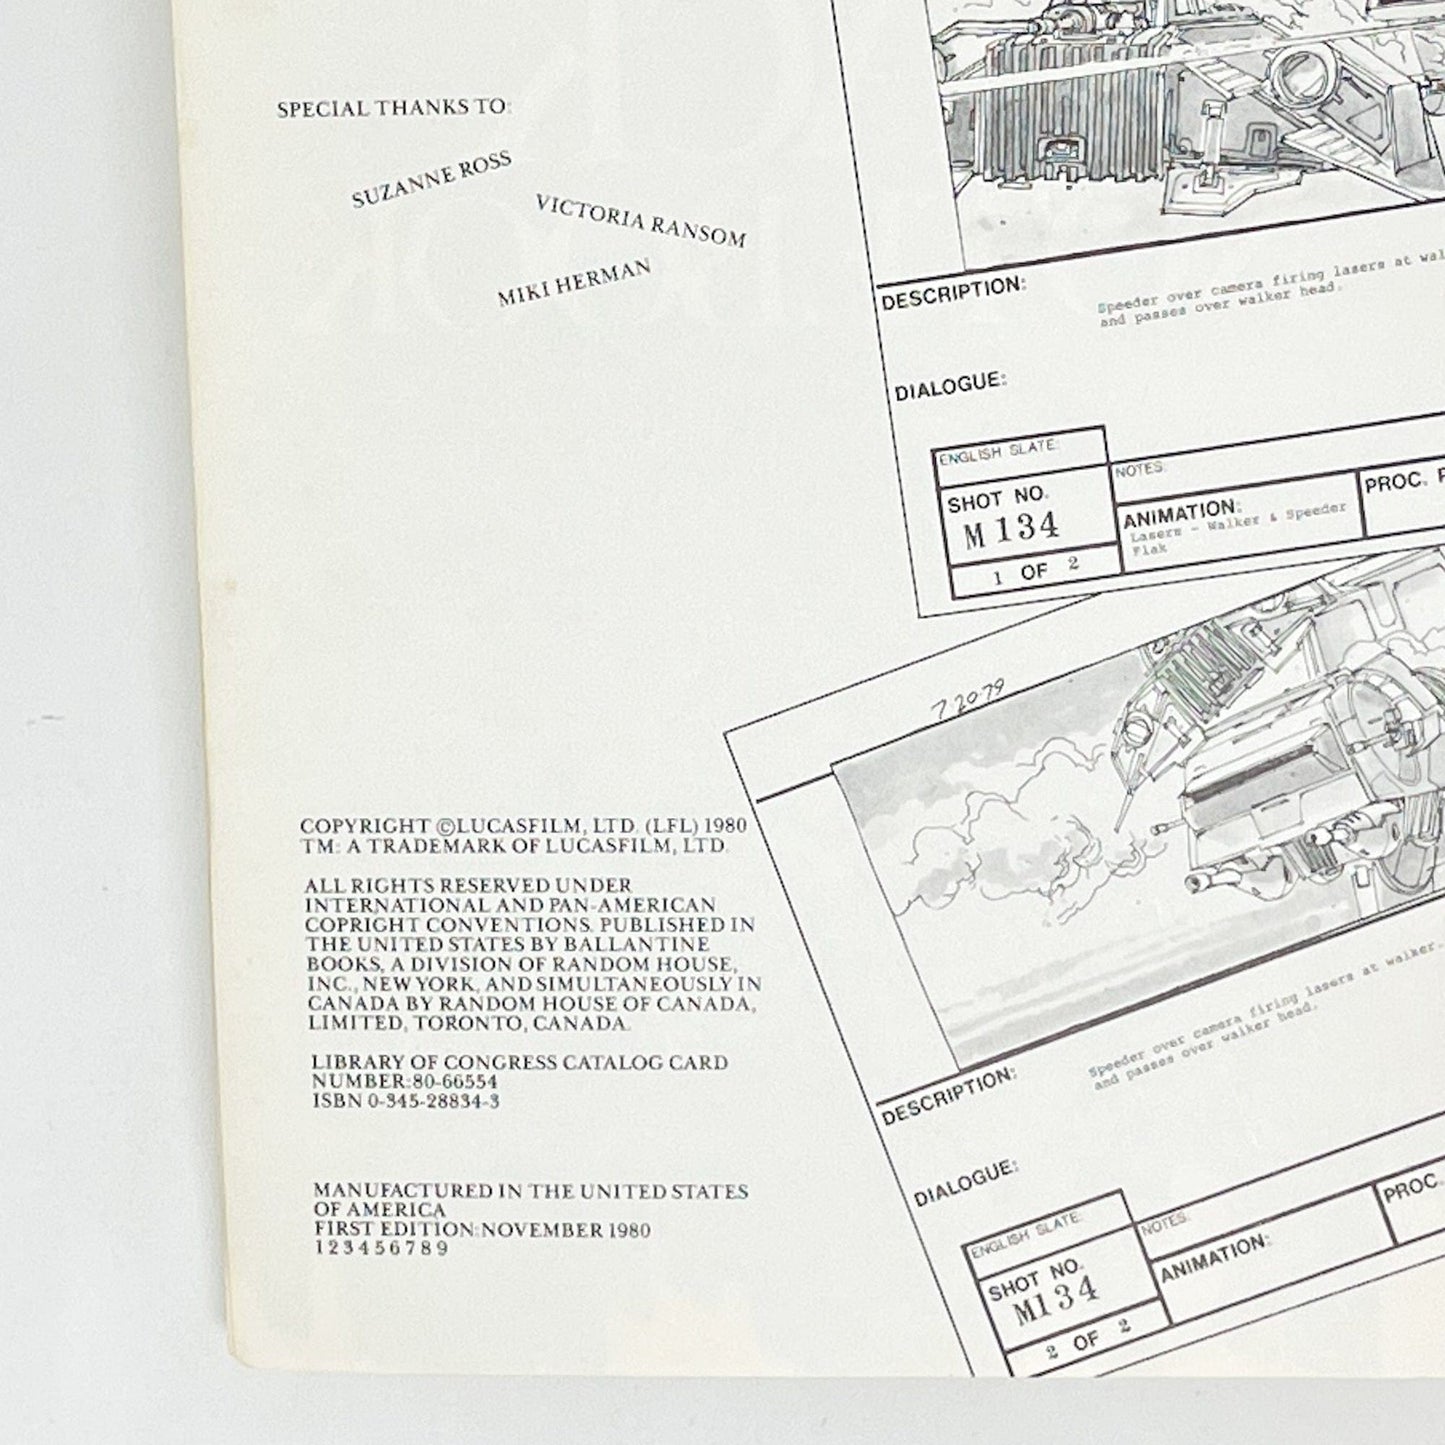 SPECIAL THANKS TO:
SUZANNE ROSS
VICTORIA RANSOM
MIKI HERMAN
COPYRIGHT ©LUCASFILM, LTD. (LFL) 1980
TM: A TRADEMARK OF LUCASFILM, LTD.
ALL RIGHTS RESERVED UNDER
INTERNATIONAL AND PAN-AMERICAN
COPRIGHT CONVENTIONS. PUBLISHED IN
THE UNITED STATES BY BALLANTINE
BOOKS, A DIVISION OF RANDOM HOUSE,
INC., NEW YORK, AND SIMULTANEOUSLY IN
CANADA BY RANDOM HOUSE OF CANADA,
LIMITED, TORONTO, CANADA.
LIBRARY OF CONGRESS CATALOG CARD
NUMBER:80-66554
ISBN 0-345-28834-3
MANUFACTURED IN THE UNITED STATES
OF AMERICA
FIRST EDITION:NOVEMBER 1980
1 2 3 4 5 6 7 8 9
DESCRIPTION:
Speeder over camera firing lasers at
and passes over walker head.
DIALOGUE:
ENGLISH SLATE:
NOTES:
SHOT NO.
M 134
1 OF 2
ANIMATION:
Lasers - Walker & Speeder
Flak
PROC.
7.20.79
DESCRIPTION:
Speeder over camera firing lasers at walker.
and passes over walker head.
DIALOGUE:
ENGLISH SLATE:
NOTES:
SHOT NO.
M134
2 OF 2
ANIMATION:
PROC.